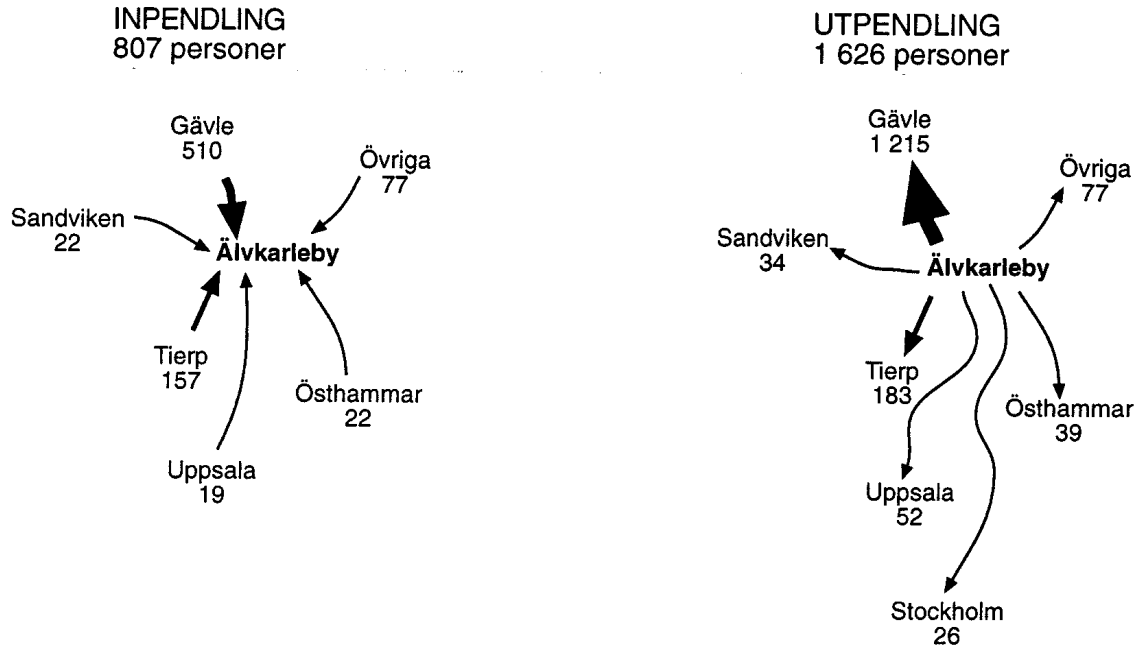 INPENDLING
807 personer
Gävle
510
Övriga
77
Sandviken
22
Älvkarleby
Tierp
157
Östhammar
22
Uppsala
19
UTPENDLING
1 626 personer
Gävle
1 215
Övriga
77
Sandviken
34
Älvkarleby
Tierp
183
Östhammar
39
Uppsala
52
Stockholm
26